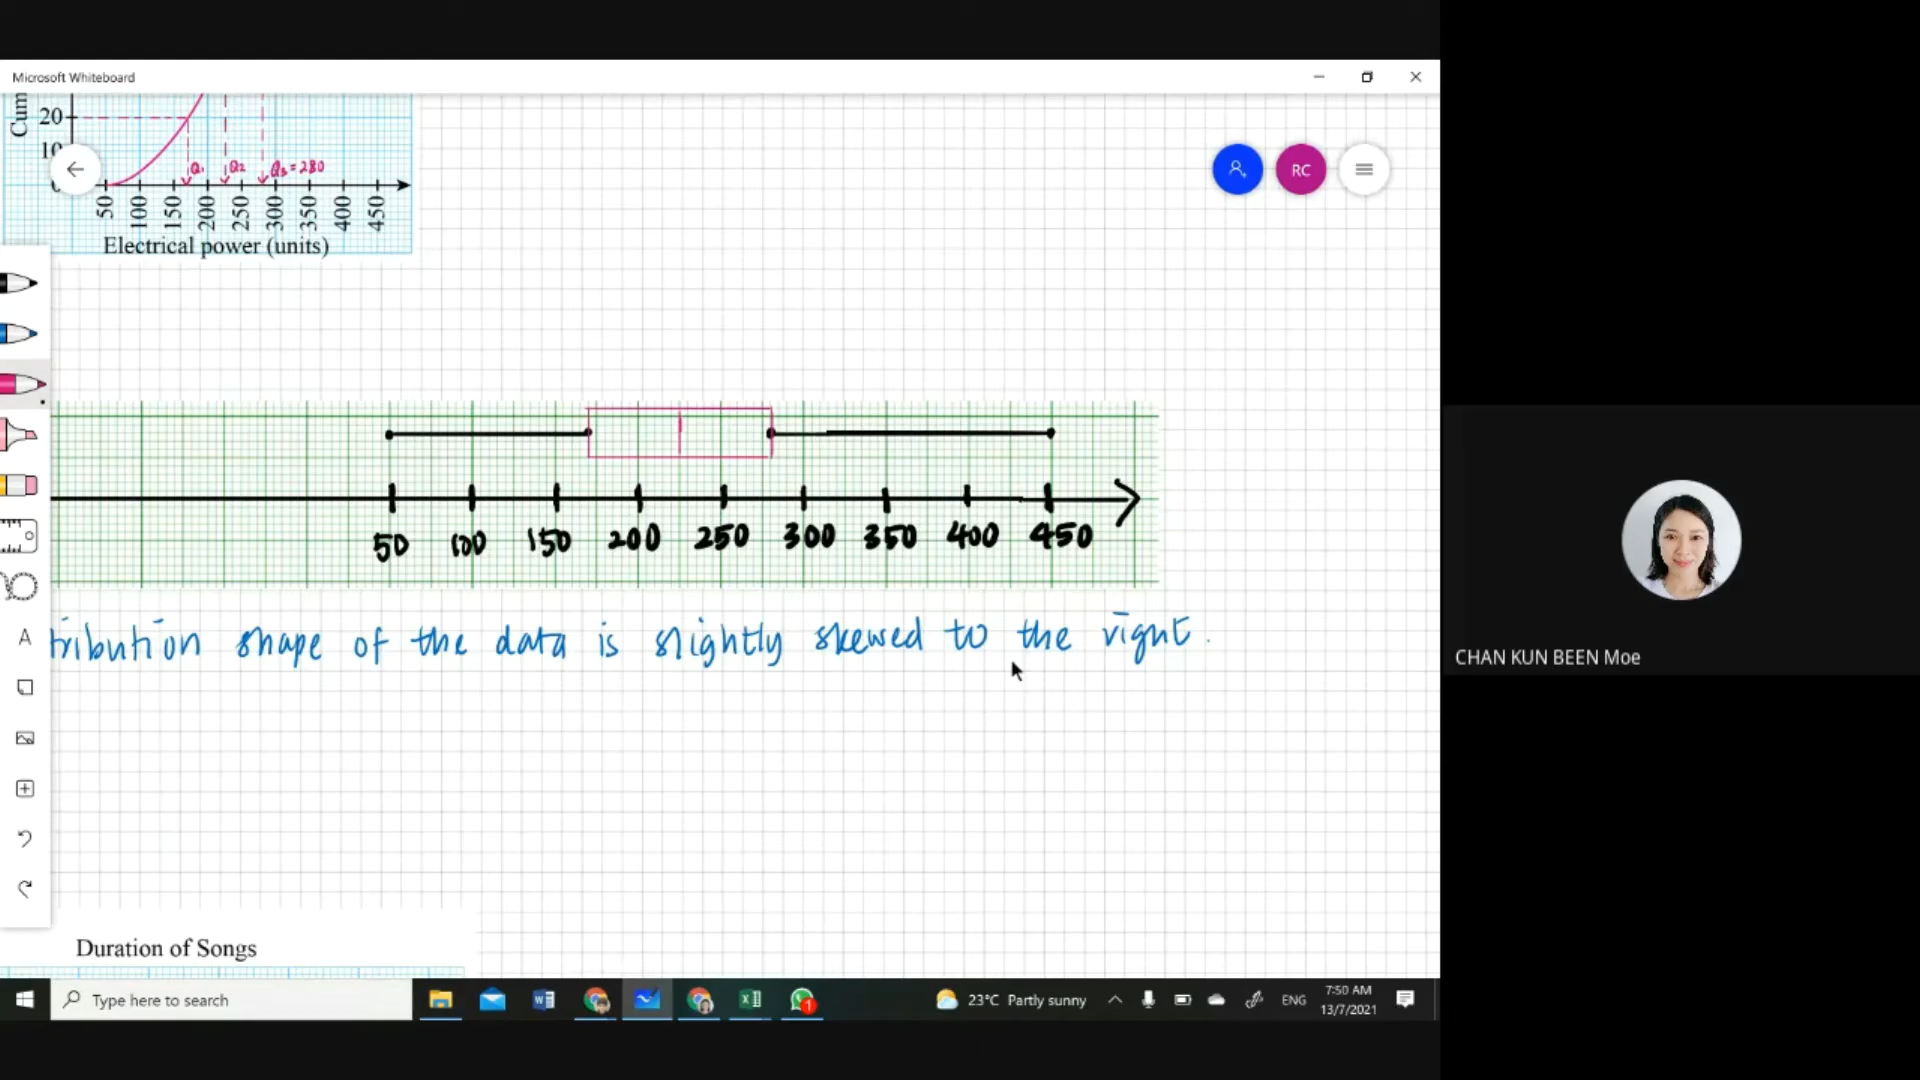 Microsoft Whiteboard
Cum
20
10
0
Q1 Q2 Q3 = 280
50 100 150 200 250 300 350 400 450
Electrical power (units)
RC
50 100 150 200 250 300 350 400 450
tribution shape of the data is slightly skewed to the right.
A
CHAN KUN BEEN Moe
Duration of Songs
Type here to search
1
23°C Partly sunny
ENG
7:50 AM
13/7/2021